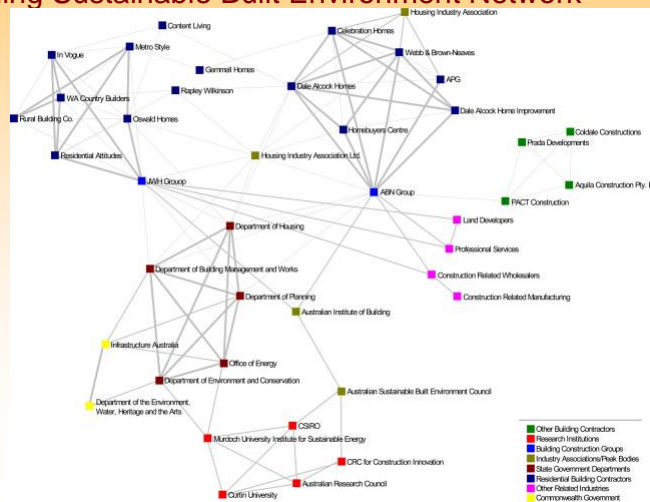 ing Sustainable Built Environment Network
Housing Industry Association
Content Living
Celebration Homes
Metro Style
In Vogue
Webb & Brown-Neaves
Gemmell Homes
APG
Dale Alcock Homes
Rapley Wilkinson
WA Country Builders
Dale Alcock Home Improvement
Rural Building Co.
Oswald Homes
Homebuyers Centre
Coldale Constructions
Prada Developments
Residential Attitudes
Housing Industry Association Ltd.
JWH Grouop
Aquila Construction Pty.
ABN Group
PACT Construction
Land Developers
Department of Housing
Professional Services
Department of Building Management and Works
Construction Related Wholesalers
Department of Planning
Construction Related Manufacturing
Australian Institute of Building
Infrastructure Australia
Office of Energy
Department of Environment and Conservation
Australian Sustainable Built Environment Council
Department of the Environment,
Water, Heritage and the Arts
CSIRO
Murdoch University Institute for Sustainable Energy
CRC for Construction Innovation
Australian Research Council
Curtin University
Other Building Contractors
Research Institutions
Building Construction Groups
Industry Associations/Peak Bodies
State Government Departments
Residential Building Contractors
Other Related Industries
Commonwealth Government